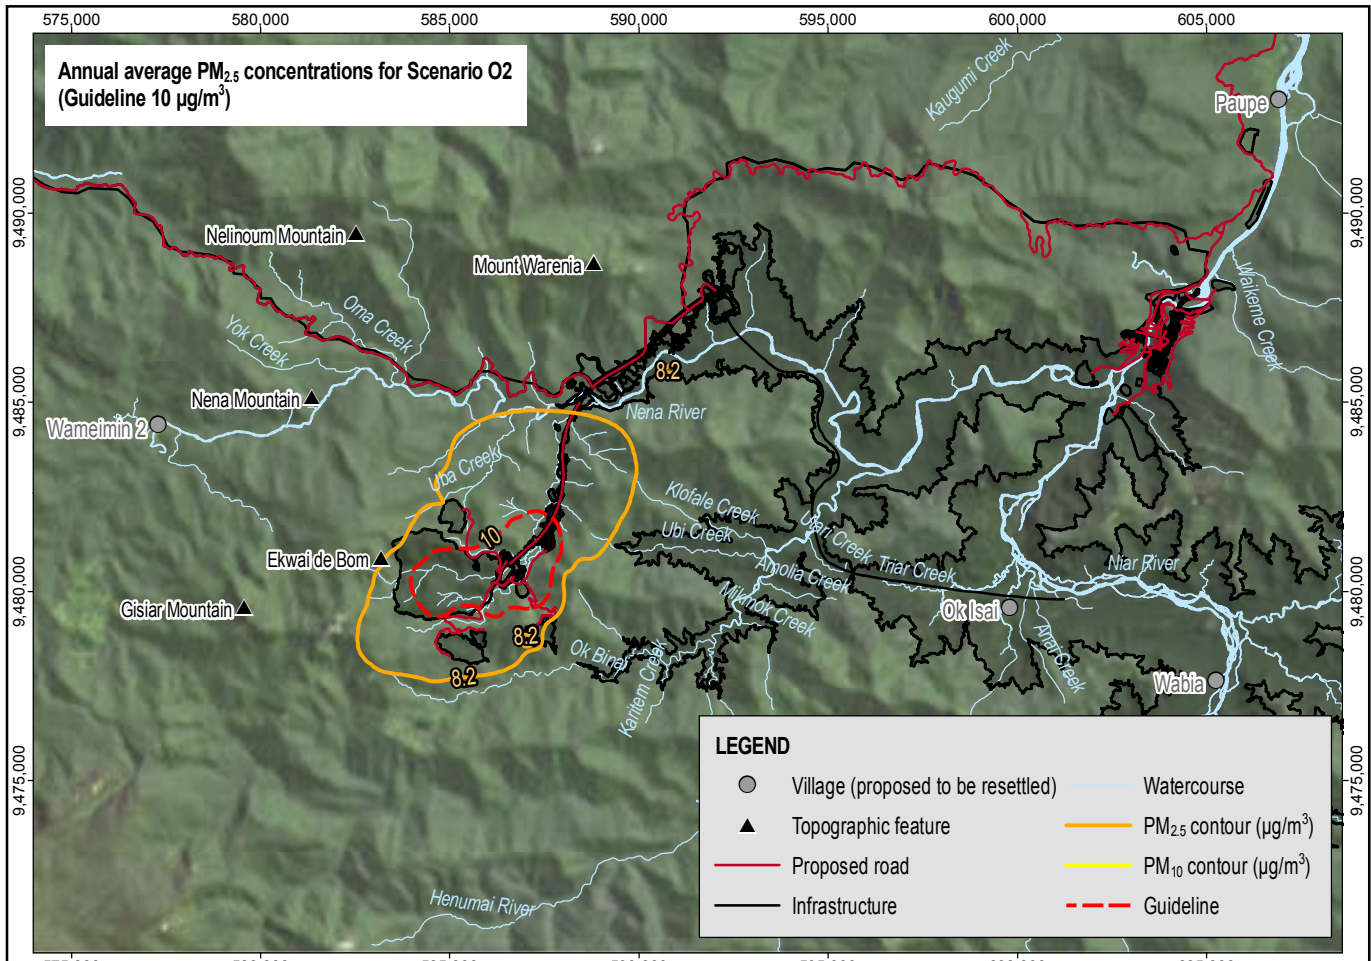 575,000 580,000 585,000 590,000 595,000 600,000 605,000
Annual average PM2.5 concentrations for Scenario O2
(Guideline 10 µg/m³)
Kaugumi Creek
Paupe
9,490,000
9,490,000
Nelinoum Mountain
Mount Warenia
Waikeme Creek
Oma Creek
Yok Creek
8.2
9,485,000
9,485,000
Nena Mountain
Nena River
Wameimin 2
Uba Creek
Klofale Creek
Ubi Creek
Utari Creek
10
Ekwai de Bom
Triar Creek
Niar River
Amolia Creek
9,480,000
9,480,000
Gisiar Mountain
Miknok Creek
Ok Isai
8.2
Anai Creek
Ok Binai
8.2
Karitem Creek
Wabia
9,475,000
9,475,000
LEGEND
Village (proposed to be resettled)
Topographic feature
Proposed road
Infrastructure
Watercourse
PM2.5 contour (µg/m³)
PM10 contour (µg/m³)
Guideline
Henumai River